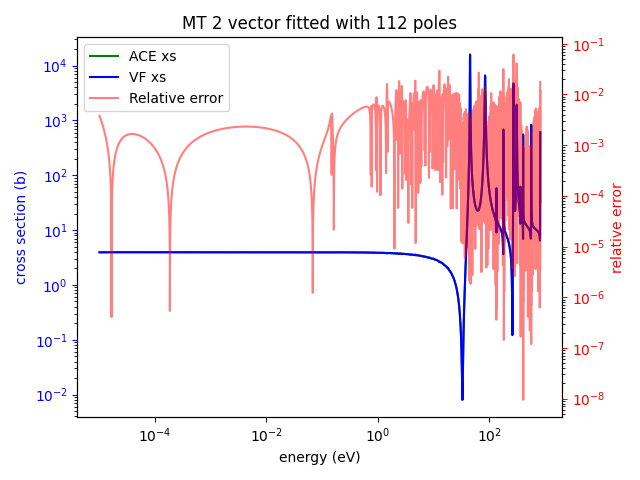 MT 2 vector fitted with 112 poles
ACE xs
VF xs
Relative error
cross section (b)
10^4
10^3
10^2
10^1
10^0
10^-1
10^-2
10^-1
10^-2
10^-3
10^-4
10^-5
10^-6
10^-7
10^-8
relative error
10^-4
10^-2
10^0
10^2
energy (eV)